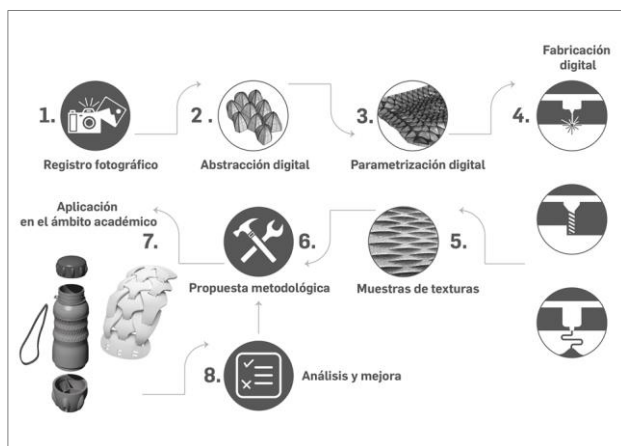 Fabricación
digital
1.
2.
3.
4.
Registro fotográfico
Abstracción digital
Parametrización digital
Aplicación
en el ámbito académico
7.
6.
5.
Propuesta metodológica
Muestras de texturas
8.
Análisis y mejora